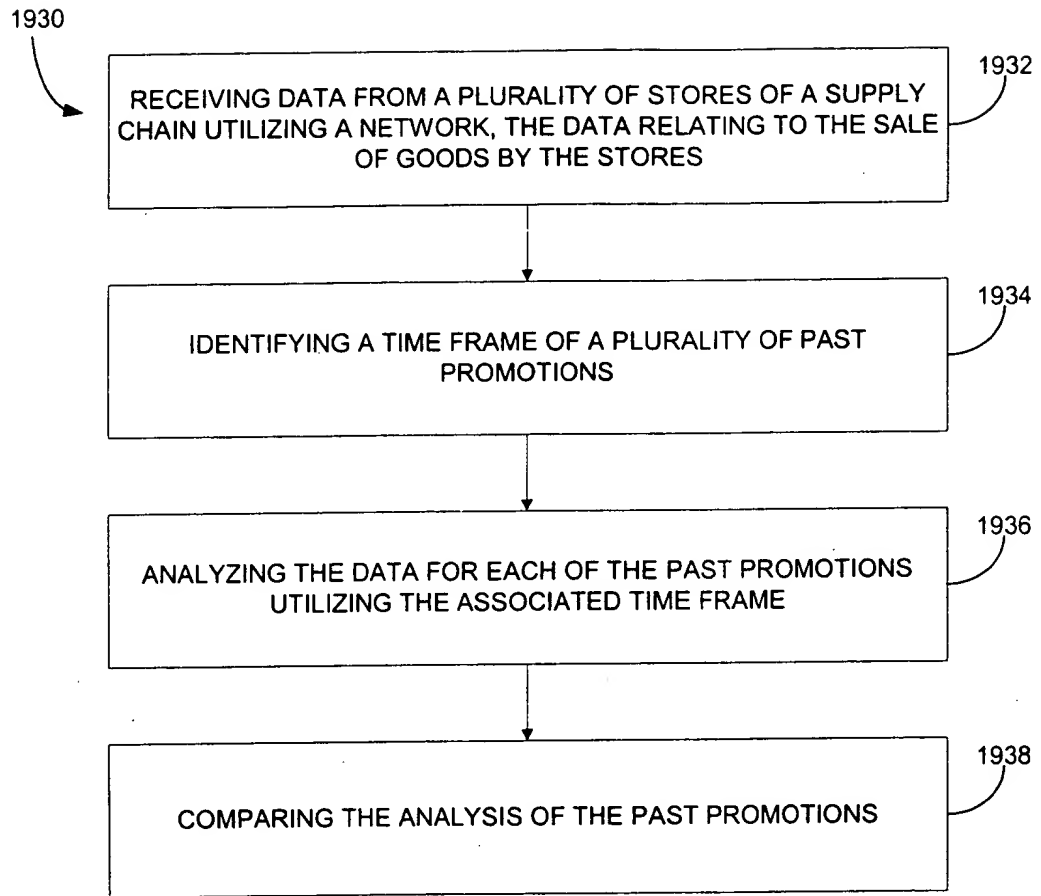 1930
1932
RECEIVING DATA FROM A PLURALITY OF STORES OF A SUPPLY
CHAIN UTILIZING A NETWORK, THE DATA RELATING TO THE SALE
OF GOODS BY THE STORES
1934
IDENTIFYING A TIME FRAME OF A PLURALITY OF PAST
PROMOTIONS
1936
ANALYZING THE DATA FOR EACH OF THE PAST PROMOTIONS
UTILIZING THE ASSOCIATED TIME FRAME
1938
COMPARING THE ANALYSIS OF THE PAST PROMOTIONS